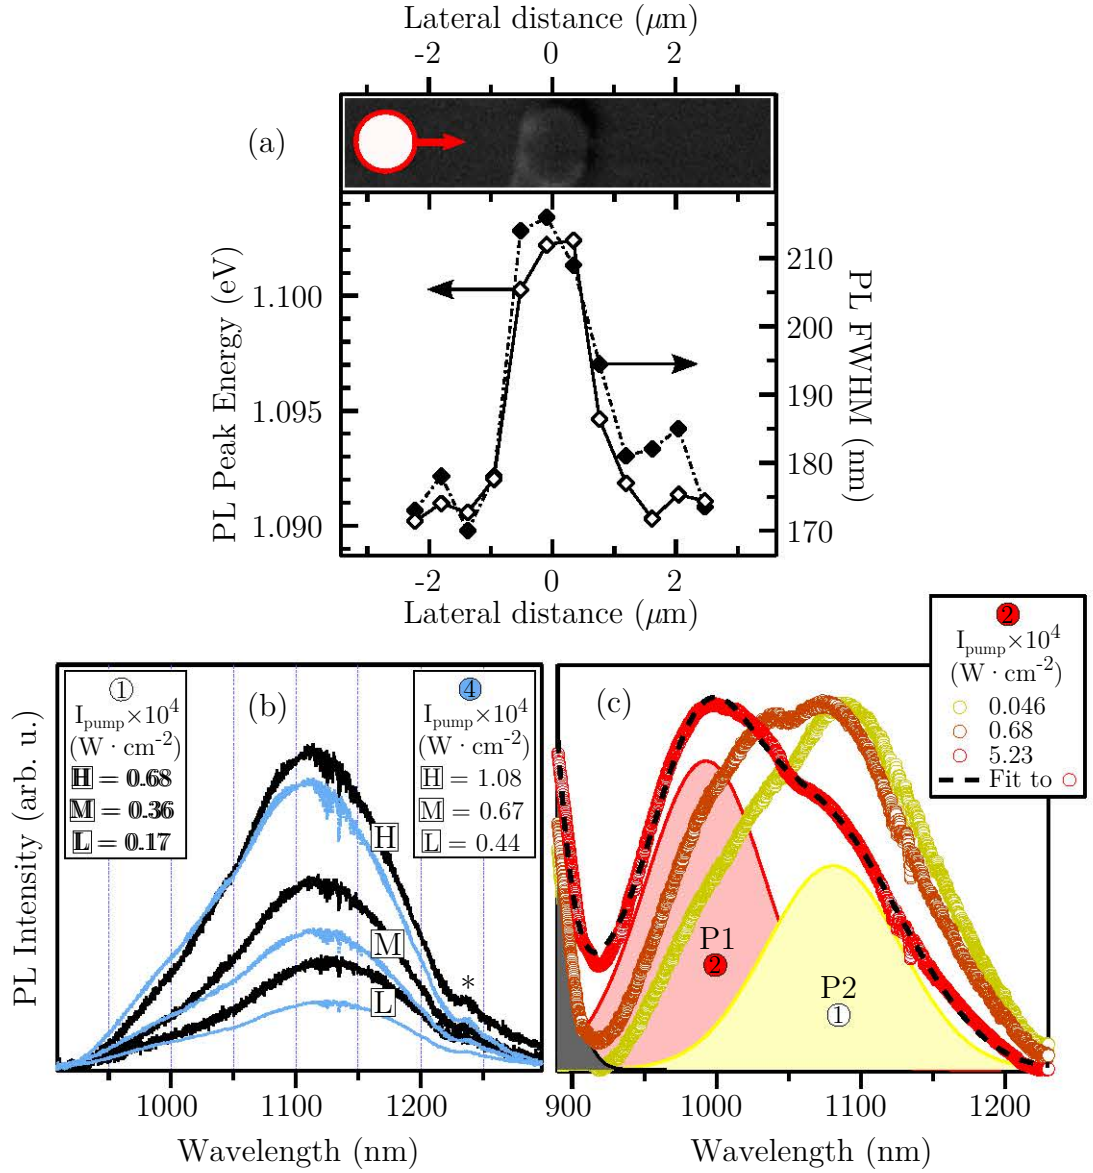 Lateral distance (μm)
-2 0 2
(a)
PL Peak Energy (eV)
1.100
1.095
1.090
210
200
190
180
170
PL FWHM (nm)
-2 0 2
Lateral distance (μm)
PL Intensity (arb. u.)
①
I_pump×10⁴
(W · cm⁻²)
H = 0.68
M = 0.36
L = 0.17
(b)
4
I_pump×10⁴
(W · cm⁻²)
H = 1.08
M = 0.67
L = 0.44
H
M
L
*
1000 1100 1200
Wavelength (nm)
(c)
2
I_pump×10⁴
(W · cm⁻²)
0.046
0.68
5.23
Fit to
P1
2
P2
①
900 1000 1100 1200
Wavelength (nm)